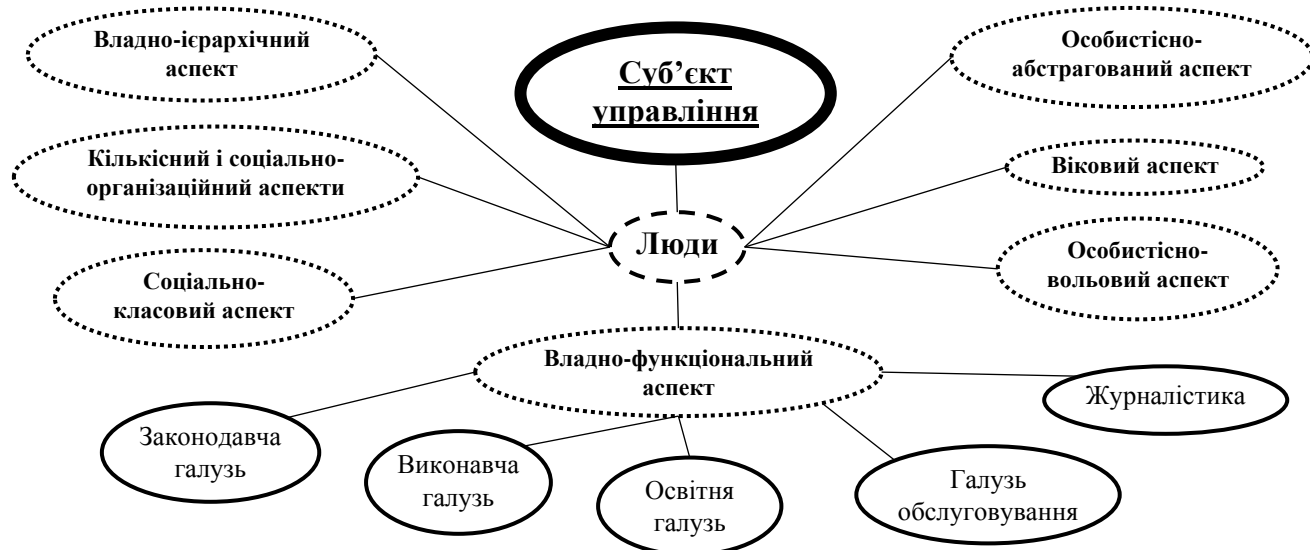 Владно-ієрархічний
аспект
Суб’єкт
управління
Особистісно-
абстрагований аспект
Кількісний і соціально-
організаційний аспекти
Віковий аспект
Люди
Соціально-
класовий аспект
Особистісно-
вольовий аспект
Владно-функціональний
аспект
Журналістика
Законодавча
галузь
Виконавча
галузь
Освітня
галузь
Галузь
обслуговування